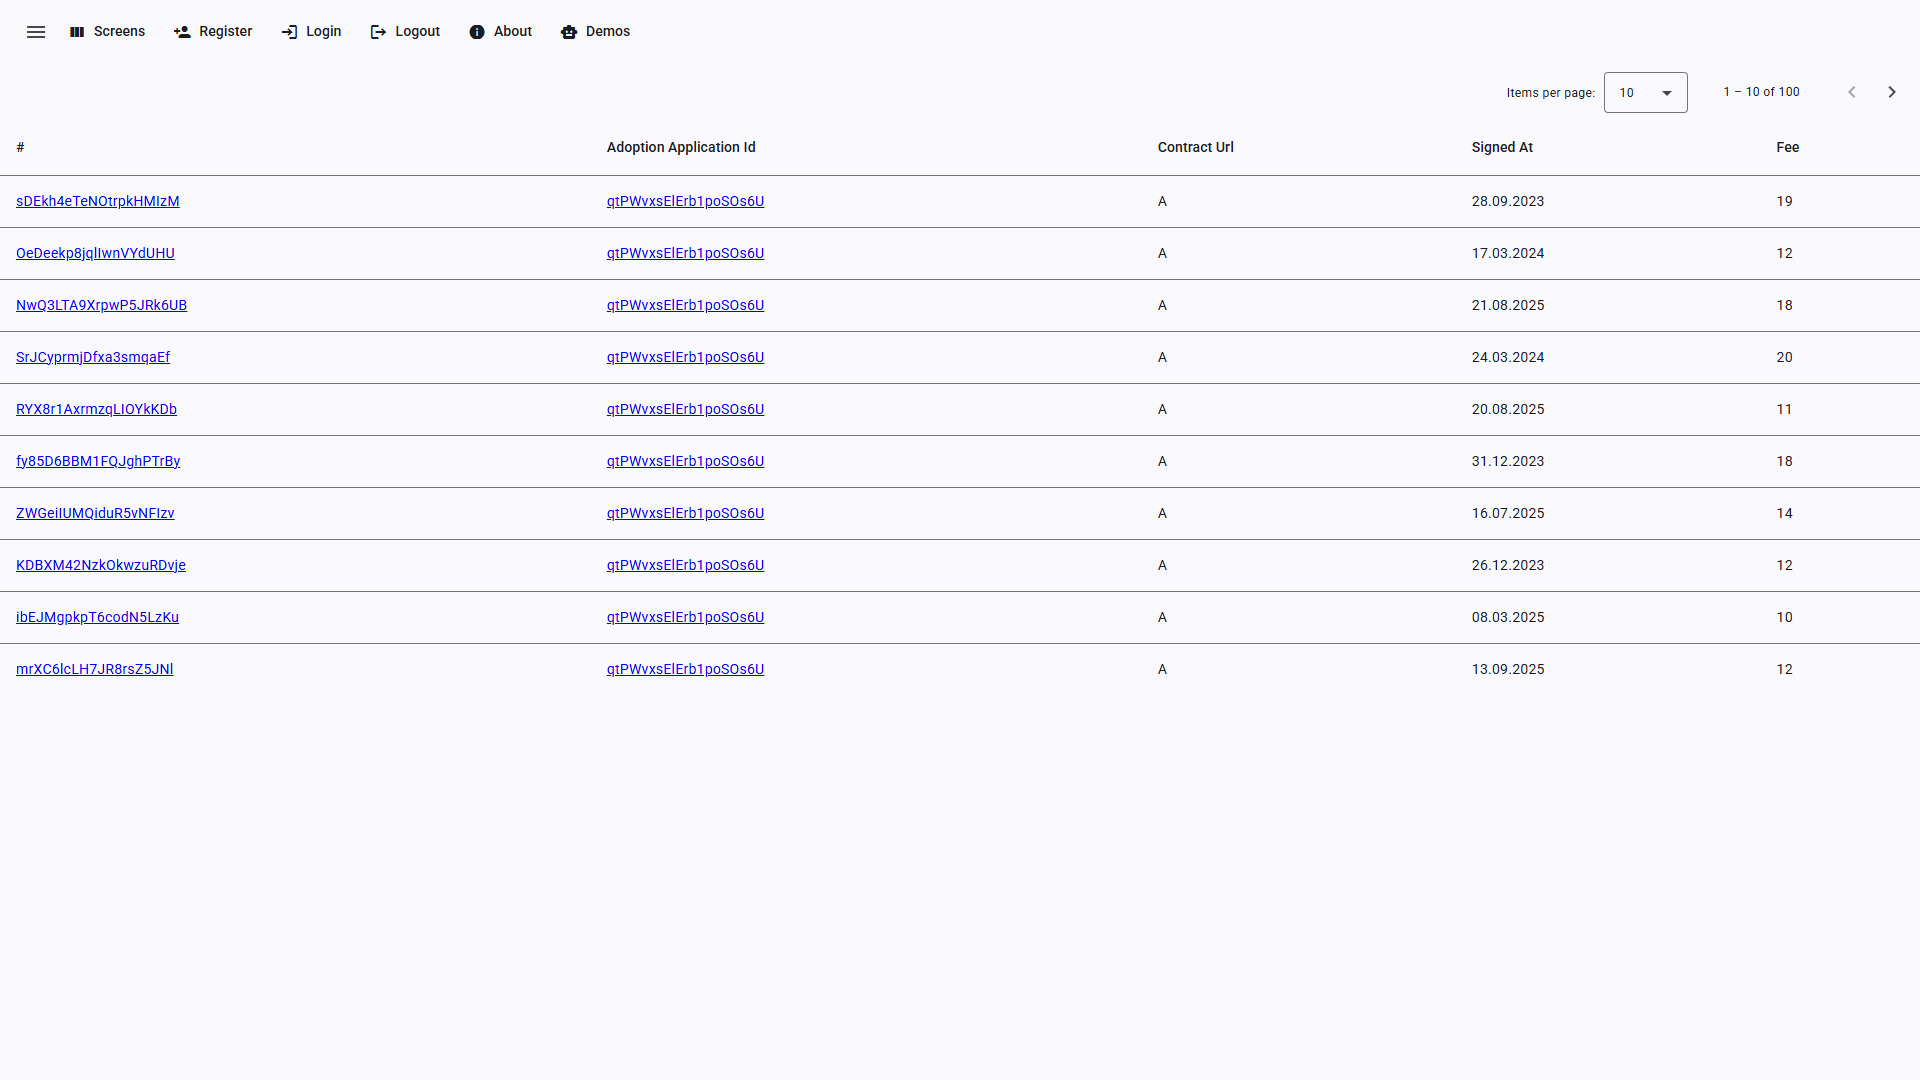 Screens Register Login Logout About Demos
Items per page: 10 1 – 10 of 100
# Adoption Application Id Contract Url Signed At Fee
sDEkh4eTeNOtrpkHMIzM qtPWvxsElErb1poSOs6U A 28.09.2023 19
OeDeekp8jqlIwnVYdUHU qtPWvxsElErb1poSOs6U A 17.03.2024 12
NwQ3LTA9XrpwP5JRk6UB qtPWvxsElErb1poSOs6U A 21.08.2025 18
SrJCyprmjDfxa3smqaEf qtPWvxsElErb1poSOs6U A 24.03.2024 20
RYX8r1AxrmzqLIOYkKDb qtPWvxsElErb1poSOs6U A 20.08.2025 11
fy85D6BBM1FQJghPTrBy qtPWvxsElErb1poSOs6U A 31.12.2023 18
ZWGeiIUMQiduR5vNFIzv qtPWvxsElErb1poSOs6U A 16.07.2025 14
KDBXM42NzkOkwzuRDvje qtPWvxsElErb1poSOs6U A 26.12.2023 12
ibEJMgpkpT6codN5LzKu qtPWvxsElErb1poSOs6U A 08.03.2025 10
mrXC6lcLH7JR8rsZ5JNl qtPWvxsElErb1poSOs6U A 13.09.2025 12